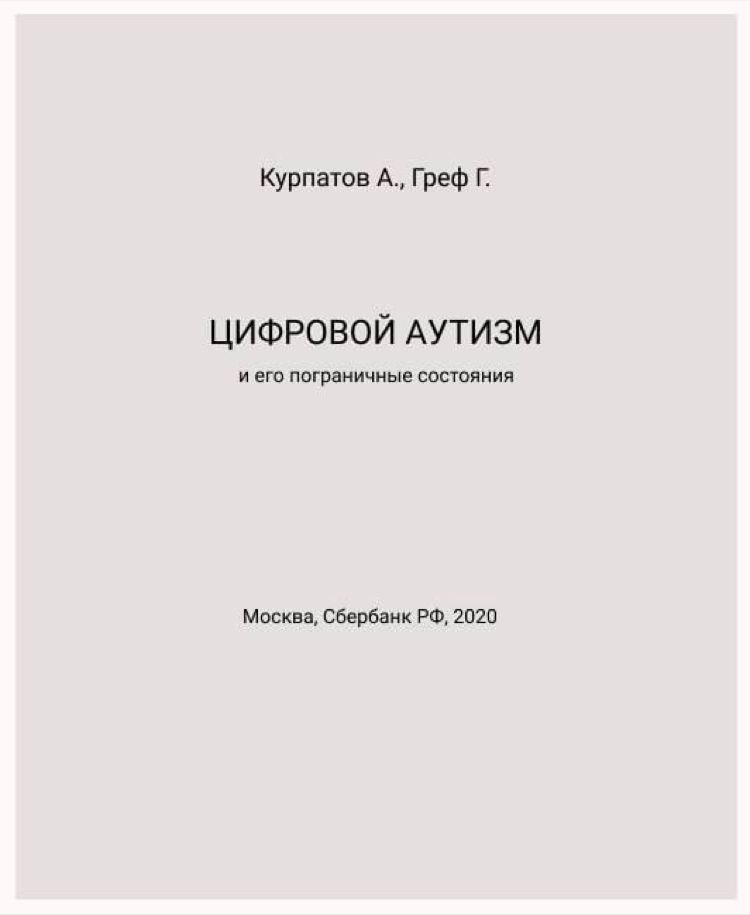 Курпатов А., Греф Г.
ЦИФРОВОЙ АУТИЗМ
и его пограничные состояния
Москва, Сбербанк РФ, 2020